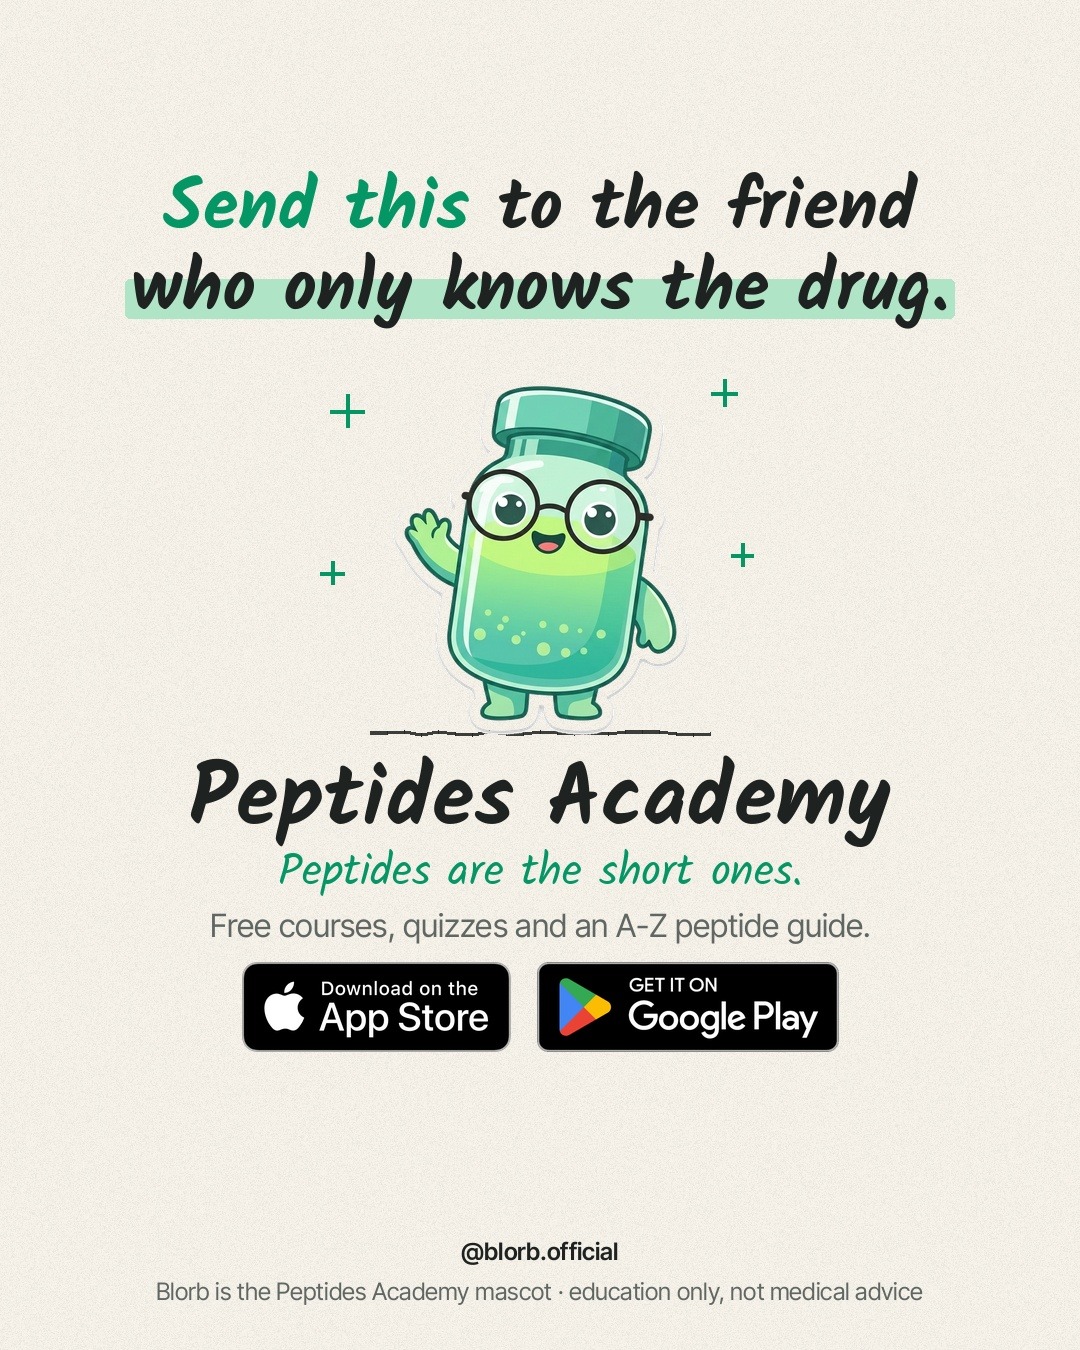 Send this to the friend
who only knows the drug.
Peptides Academy
Peptides are the short ones.
Free courses, quizzes and an A-Z peptide guide.
Download on the
App Store
GET IT ON
Google Play
@blorb.official
Blorb is the Peptides Academy mascot · education only, not medical advice